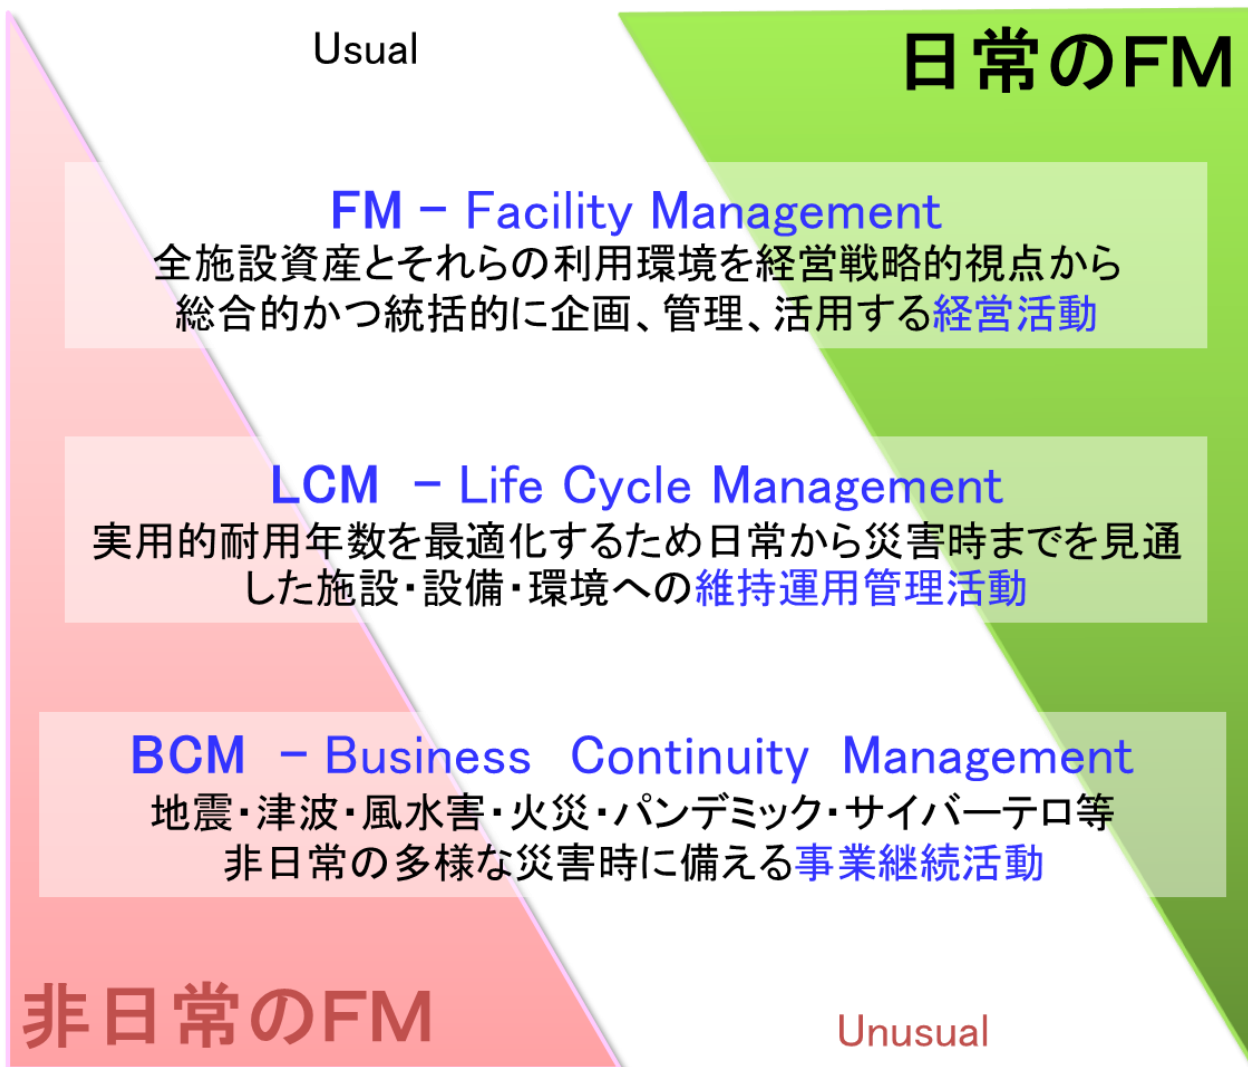 Usual
日常のFM
FM － Facility Management
全施設資産とそれらの利用環境を経営戦略的視点から
総合的かつ統括的に企画、管理、活用する経営活動
LCM － Life Cycle Management
実用的耐用年数を最適化するため日常から災害時までを見通
した施設・設備・環境への維持運用管理活動
BCM － Business Continuity Management
地震・津波・風水害・火災・パンデミック・サイバーテロ等
非日常の多様な災害時に備える事業継続活動
非日常のFM
Unusual